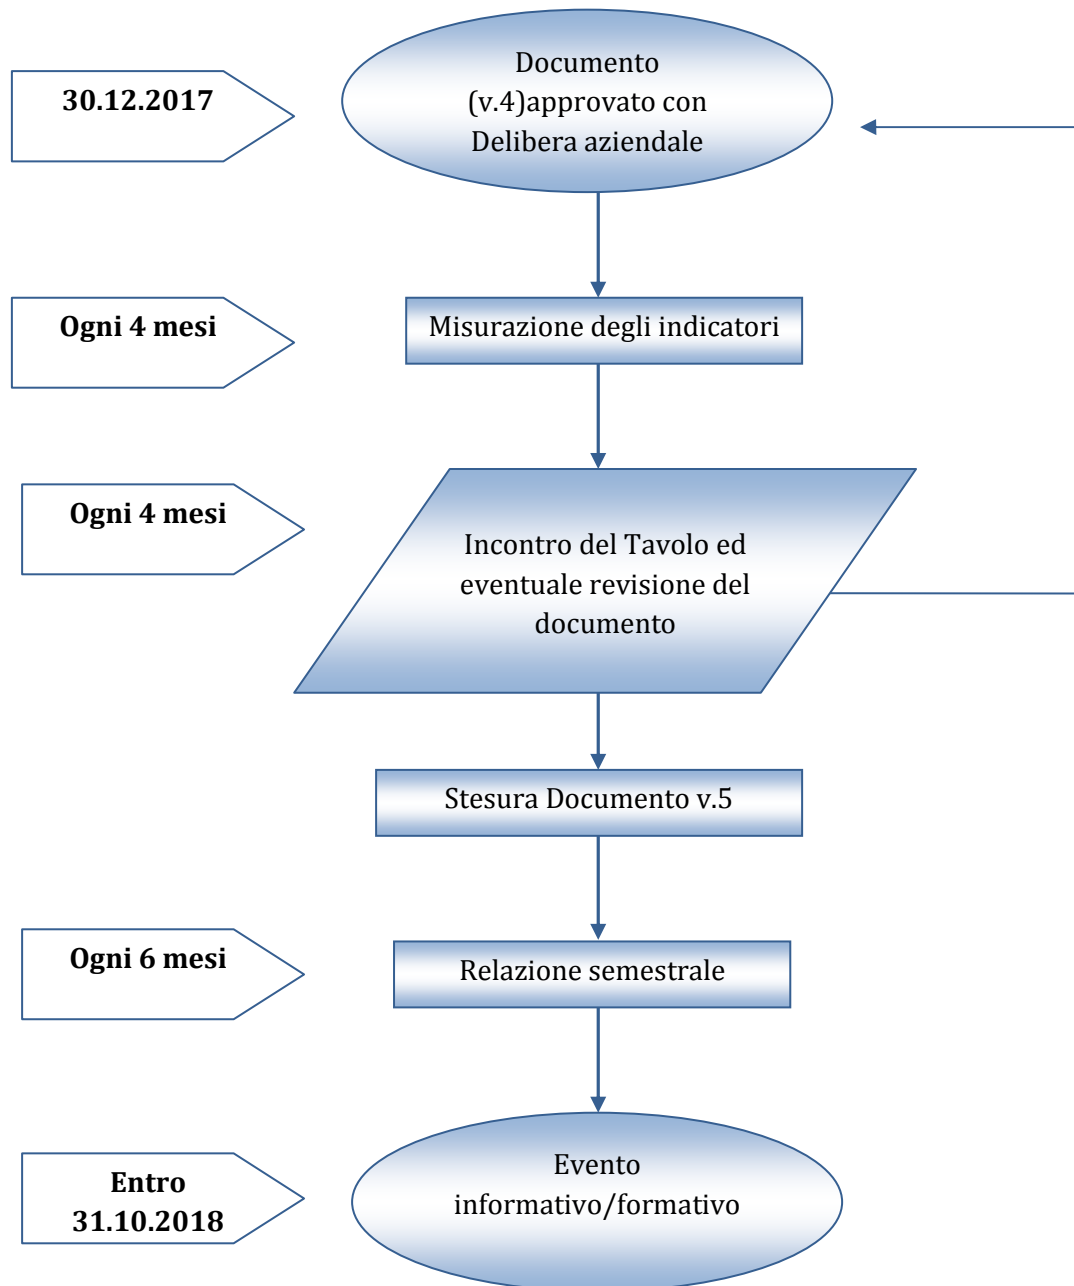 30.12.2017
Documento
(v.4)approvato con
Delibera aziendale
Ogni 4 mesi
Misurazione degli indicatori
Ogni 4 mesi
Incontro del Tavolo ed
eventuale revisione del
documento
Stesura Documento v.5
Ogni 6 mesi
Relazione semestrale
Entro
31.10.2018
Evento
informativo/formativo